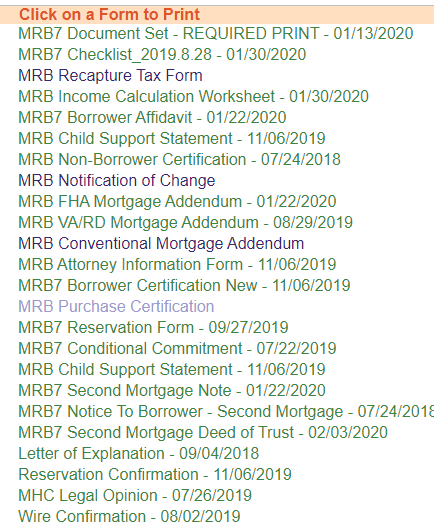 Click on a Form to Print
MRB7 Document Set - REQUIRED PRINT - 01/13/2020
MRB7 Checklist_2019.8.28 - 01/30/2020
MRB Recapture Tax Form
MRB Income Calculation Worksheet - 01/30/2020
MRB7 Borrower Affidavit - 01/22/2020
MRB Child Support Statement - 11/06/2019
MRB Non-Borrower Certification - 07/24/2018
MRB Notification of Change
MRB FHA Mortgage Addendum - 01/22/2020
MRB VA/RD Mortgage Addendum - 08/29/2019
MRB Conventional Mortgage Addendum
MRB Attorney Information Form - 11/06/2019
MRB7 Borrower Certification New - 11/06/2019
MRB Purchase Certification
MRB7 Reservation Form - 09/27/2019
MRB7 Conditional Commitment - 07/22/2019
MRB Child Support Statement - 11/06/2019
MRB7 Second Mortgage Note - 01/22/2020
MRB7 Notice To Borrower - Second Mortgage - 07/24/2018
MRB7 Second Mortgage Deed of Trust - 02/03/2020
Letter of Explanation - 09/04/2018
Reservation Confirmation - 11/06/2019
MHC Legal Opinion - 07/26/2019
Wire Confirmation - 08/02/2019